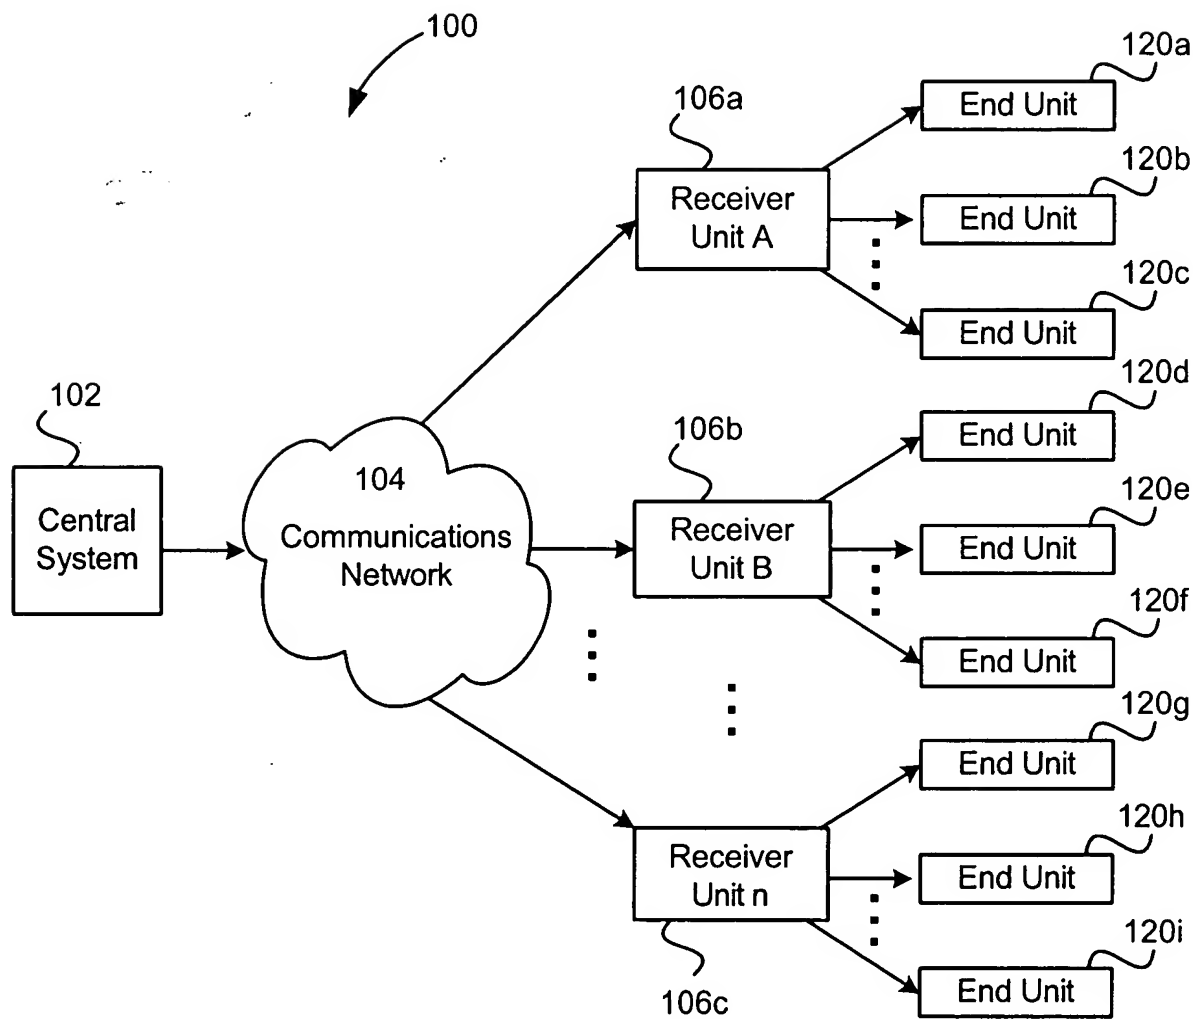 100
120a
End Unit
106a
120b
Receiver
Unit A
End Unit
120c
End Unit
102
120d
End Unit
106b
104
Central
System
Communications
Network
Receiver
Unit B
120e
End Unit
120f
End Unit
120g
End Unit
120h
Receiver
Unit n
End Unit
106c
120i
End Unit